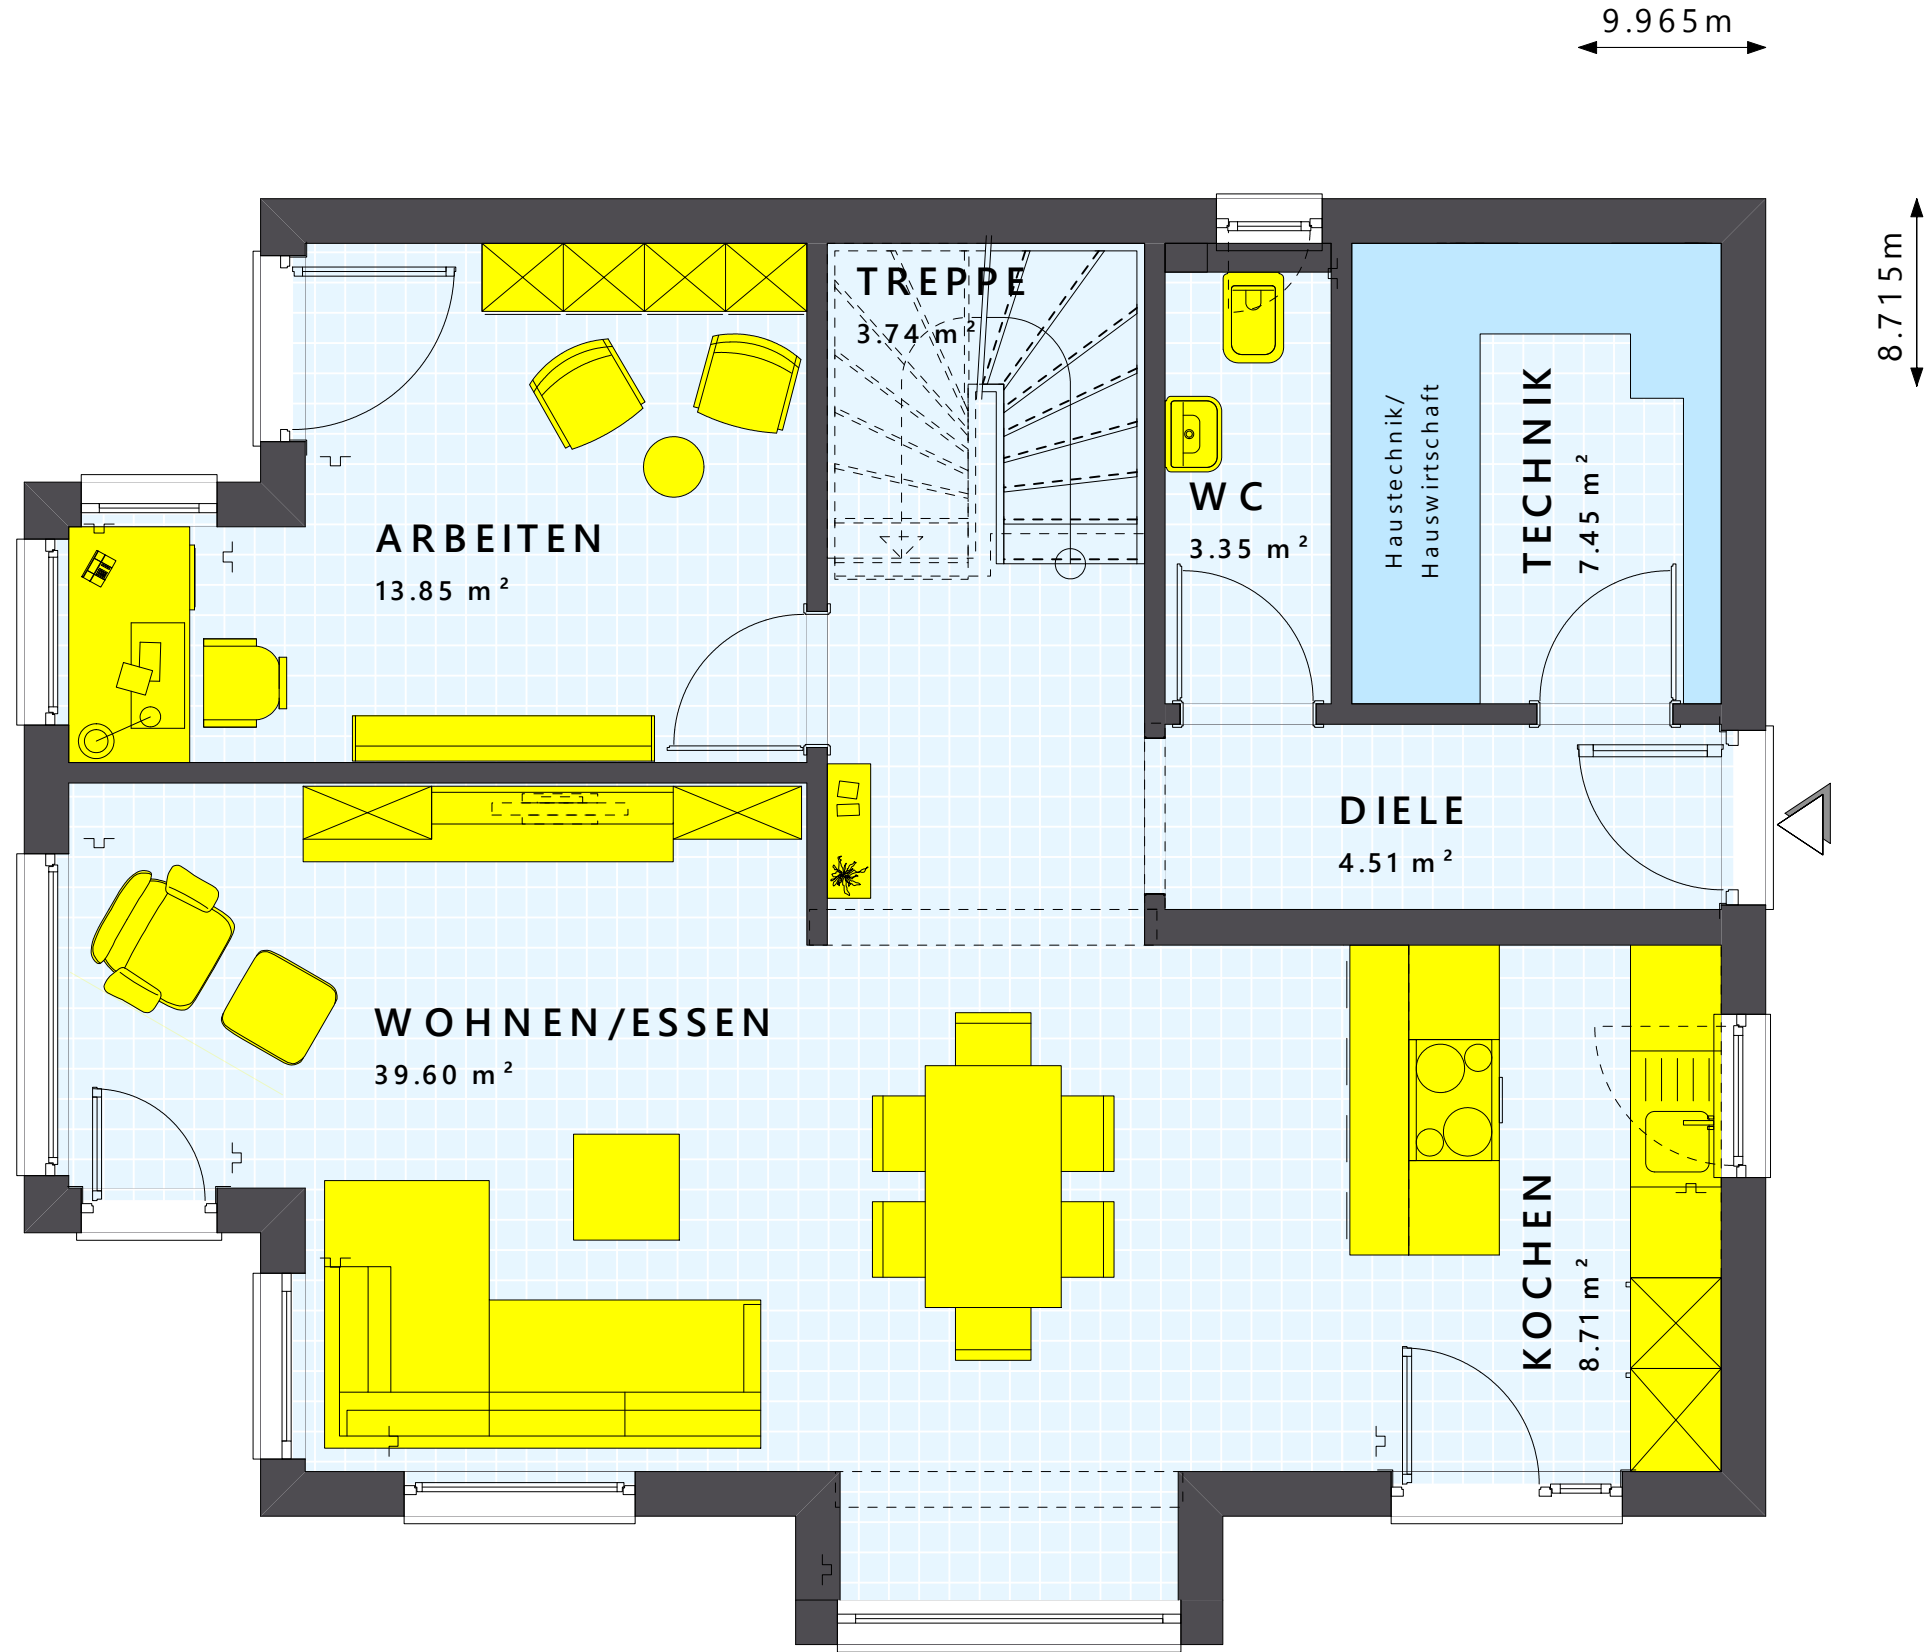 9.965m
8.715m
TREPPE
3.74 m²
Haustechnik/
Hauswirtschaft
TECHNIK
7.45 m²
WC
3.35 m²
ARBEITEN
13.85 m²
DIELE
4.51 m²
WOHNEN/ESSEN
39.60 m²
KOCHEN
8.71 m²